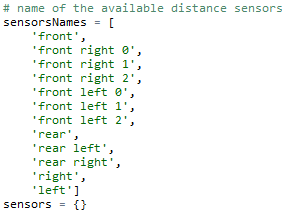 # name of the available distance sensors
sensorsNames = [
    'front',
    'front right 0',
    'front right 1',
    'front right 2',
    'front left 0',
    'front left 1',
    'front left 2',
    'rear',
    'rear left',
    'rear right',
    'right',
    'left']
sensors = {}